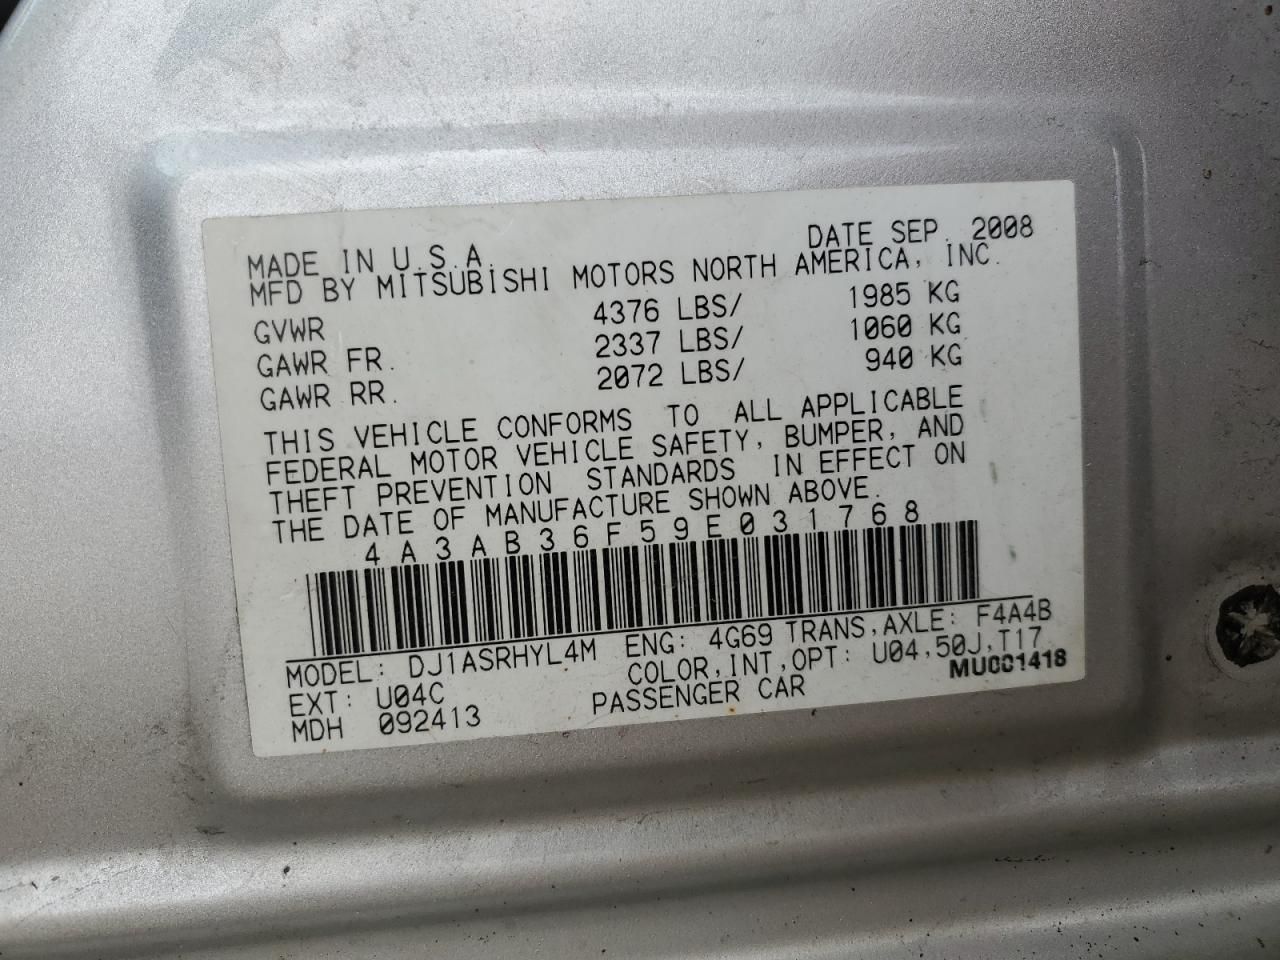 DATE SEP. 2008
MADE IN U.S.A.
MFD BY MITSUBISHI MOTORS NORTH AMERICA, INC.
GVWR 4376 LBS/ 1985 KG
GAWR FR. 2337 LBS/ 1060 KG
GAWR RR. 2072 LBS/ 940 KG
THIS VEHICLE CONFORMS TO ALL APPLICABLE
FEDERAL MOTOR VEHICLE SAFETY, BUMPER, AND
THEFT PREVENTION STANDARDS IN EFFECT ON
THE DATE OF MANUFACTURE SHOWN ABOVE.
4A3AB36F59E031768
MODEL: DJ1ASRHYL4M ENG: 4G69 TRANS,AXLE: F4A4B
EXT: U04C COLOR,INT,OPT: U04,50J,T17
MDH 092413 PASSENGER CAR MU001418